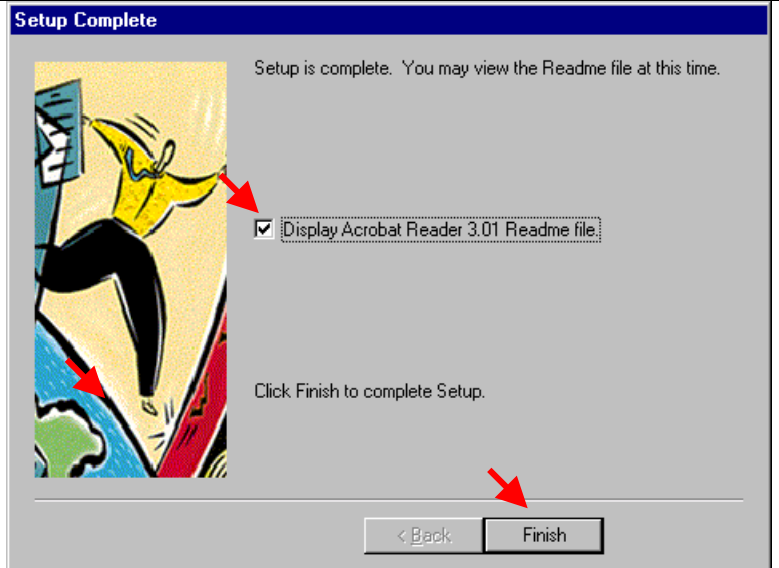 Setup Complete
Setup is complete.  You may view the Readme file at this time.
Display Acrobat Reader 3.01 Readme file.
Click Finish to complete Setup.
< Back
Finish